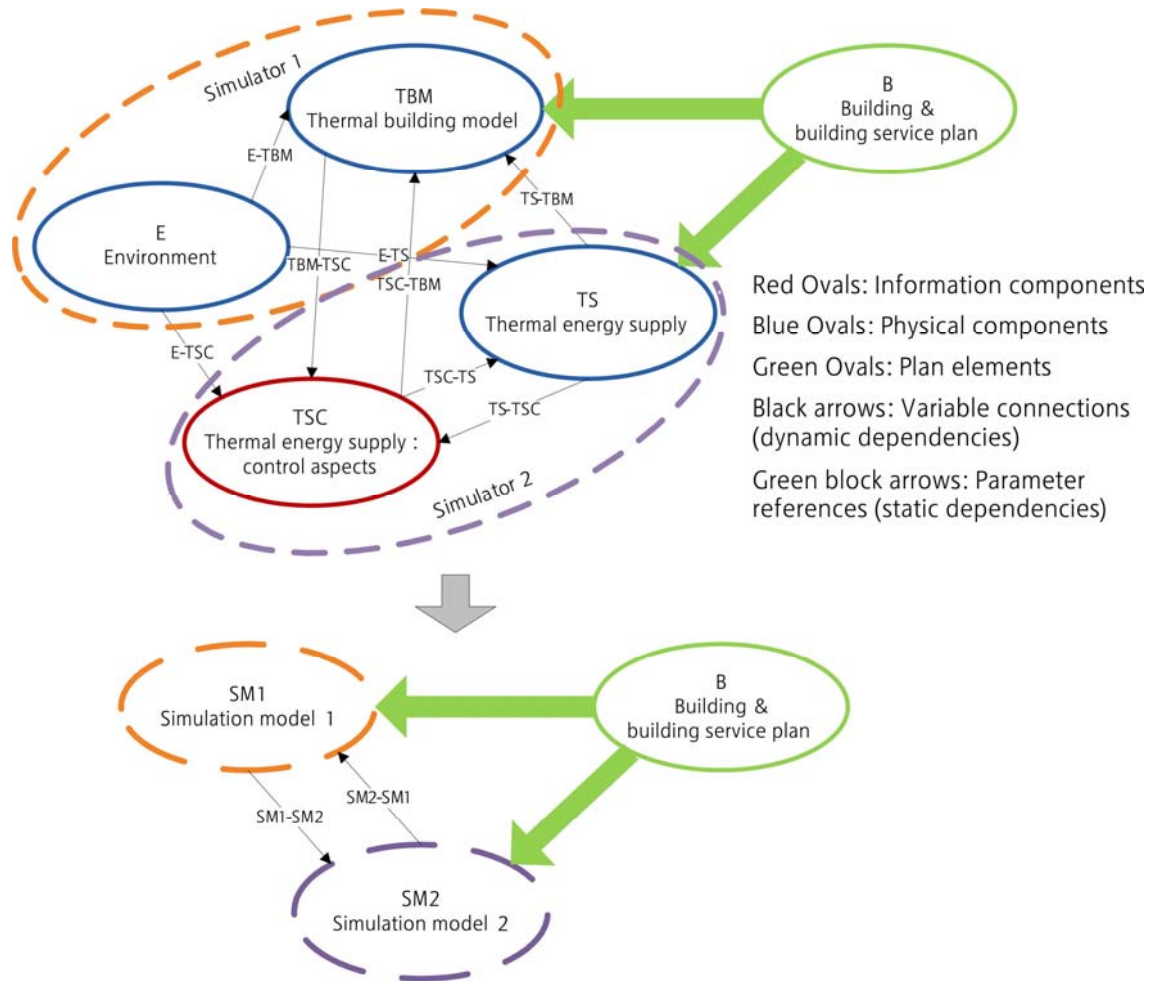 Simulator 1
TBM
Thermal building model
B
Building &
building service plan
E-TBM
TS-TBM
E
Environment
E-TS
TBM-TSC
TSC-TBM
TS
Thermal energy supply
E-TSC
TSC-TS
TS-TSC
TSC
Thermal energy supply :
control aspects
Simulator 2
Red Ovals: Information components
Blue Ovals: Physical components
Green Ovals: Plan elements
Black arrows: Variable connections
(dynamic dependencies)
Green block arrows: Parameter
references (static dependencies)
SM1
Simulation model 1
B
Building &
building service plan
SM2-SM1
SM1-SM2
SM2
Simulation model 2